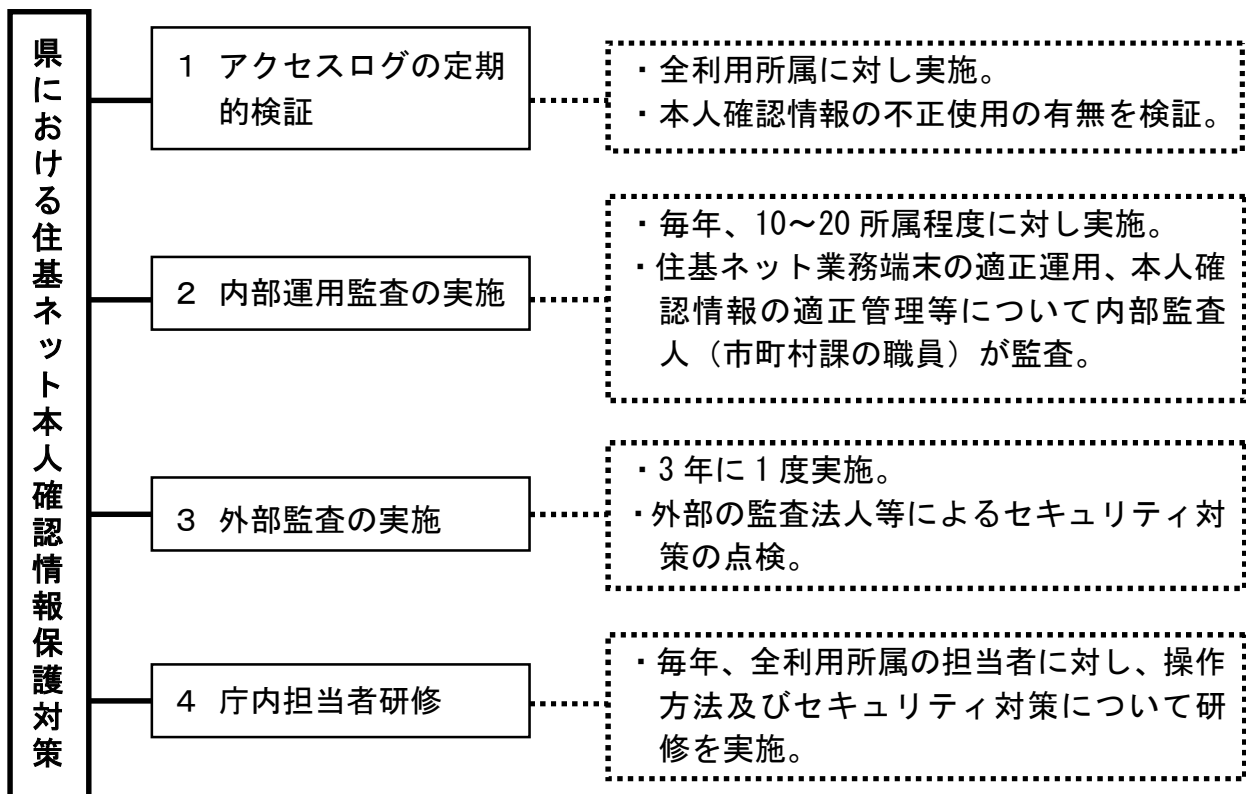 県における住基ネット本人確認情報保護対策
1 アクセスログの定期
的検証
・全利用所属に対し実施。
・本人確認情報の不正使用の有無を検証。
2 内部運用監査の実施
・毎年、10～20 所属程度に対し実施。
・住基ネット業務端末の適正運用、本人確
認情報の適正管理等について内部監査
人（市町村課の職員）が監査。
3 外部監査の実施
・3 年に 1 度実施。
・外部の監査法人等によるセキュリティ対
策の点検。
4 庁内担当者研修
・毎年、全利用所属の担当者に対し、操作
方法及びセキュリティ対策について研
修を実施。